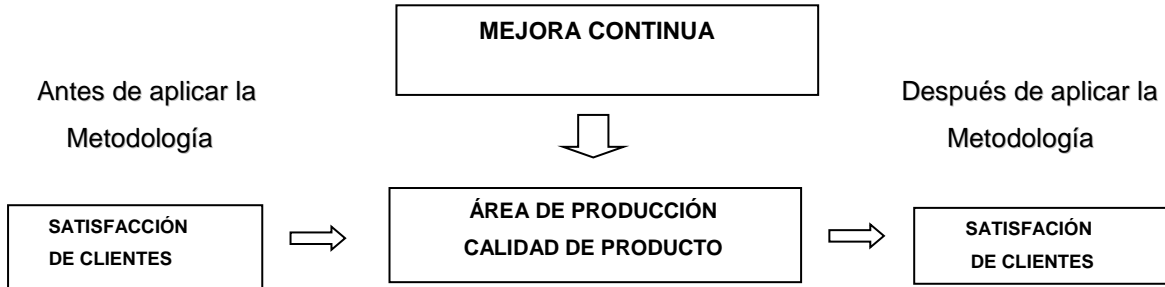 MEJORA CONTINUA
Antes de aplicar la
Metodología
Después de aplicar la
Metodología
SATISFACCIÓN
DE CLIENTES
ÁREA DE PRODUCCIÓN
CALIDAD DE PRODUCTO
SATISFACIÓN
DE CLIENTES